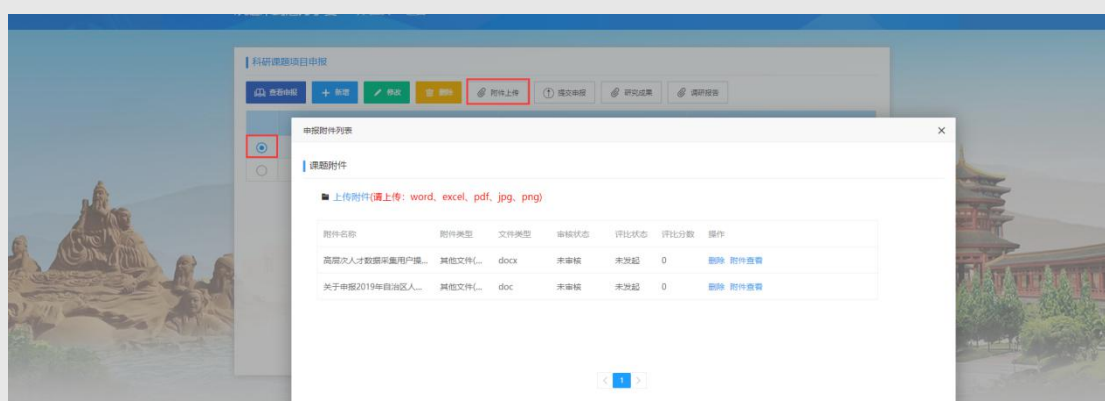 科研课题项目申报
查看申报 新增 修改 删除 附件上传 提交申报 研究成果 调研报告
申报附件列表
课题附件
上传附件(请上传：word、excel、pdf、jpg、png)
附件名称 附件类型 文件类型 审核状态 评比状态 评比分数 操作
高层次人才数据采集用户操... 其他文件(... docx 未审核 未发起 0 删除 附件查看
关于申报2019年自治区人... 其他文件(... doc 未审核 未发起 0 删除 附件查看
1